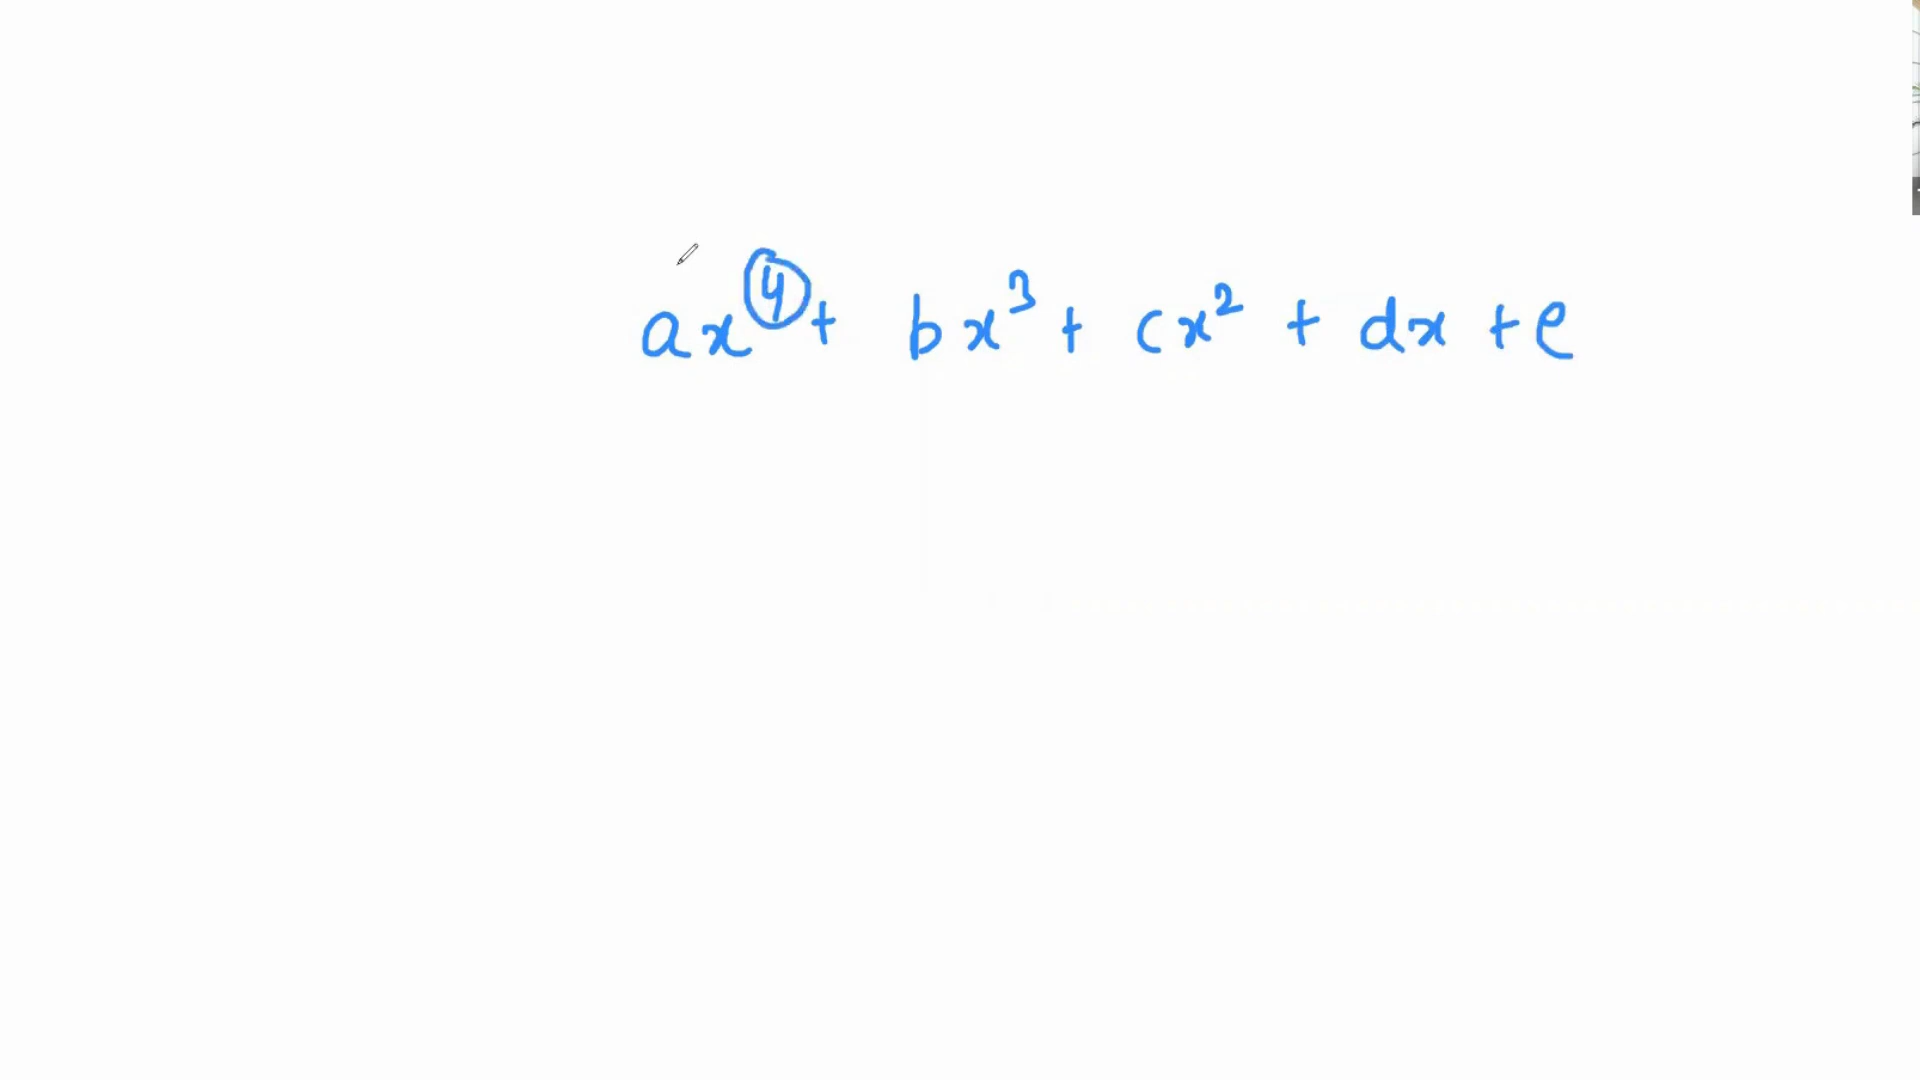 ax⁴ + bx³ + cx² + dx + e